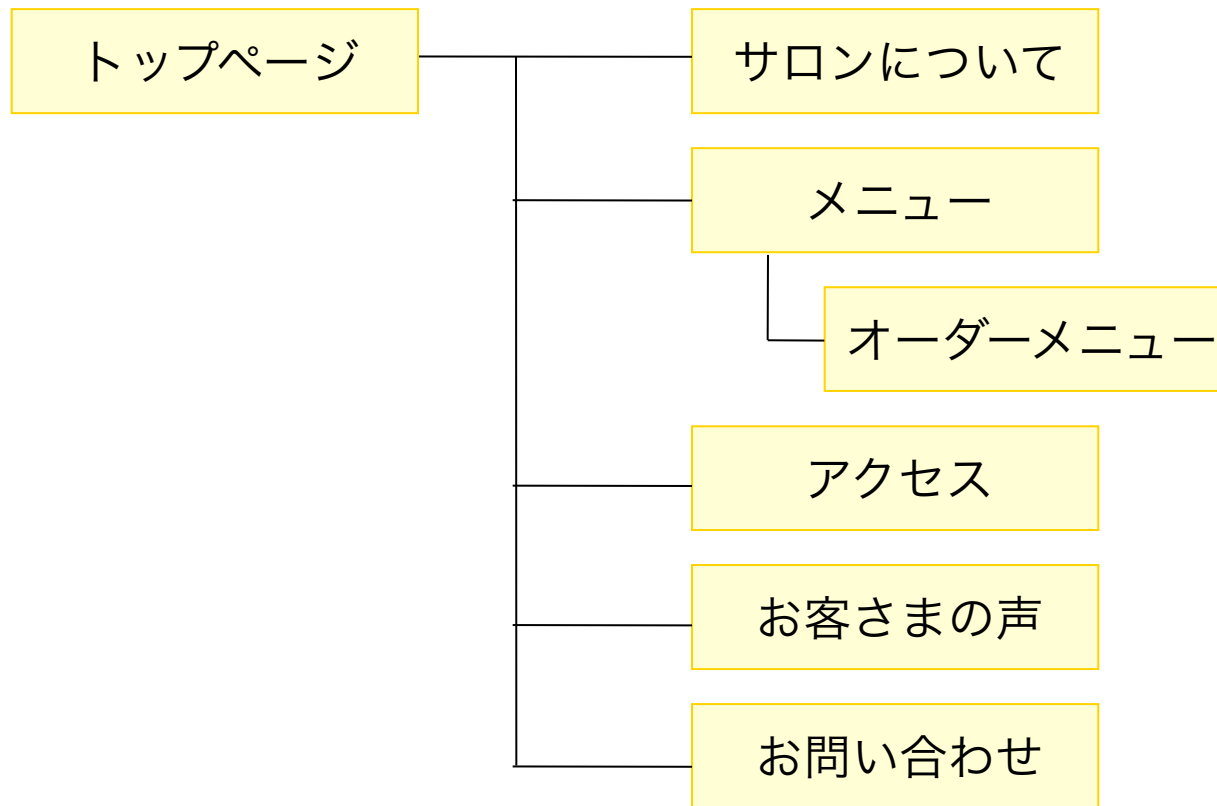 トップページ
サロンについて
メニュー
オーダーメニュー
アクセス
お客さまの声
お問い合わせ